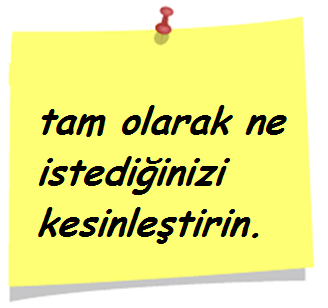 tam olarak ne
istediğinizi
kesinleştirin.